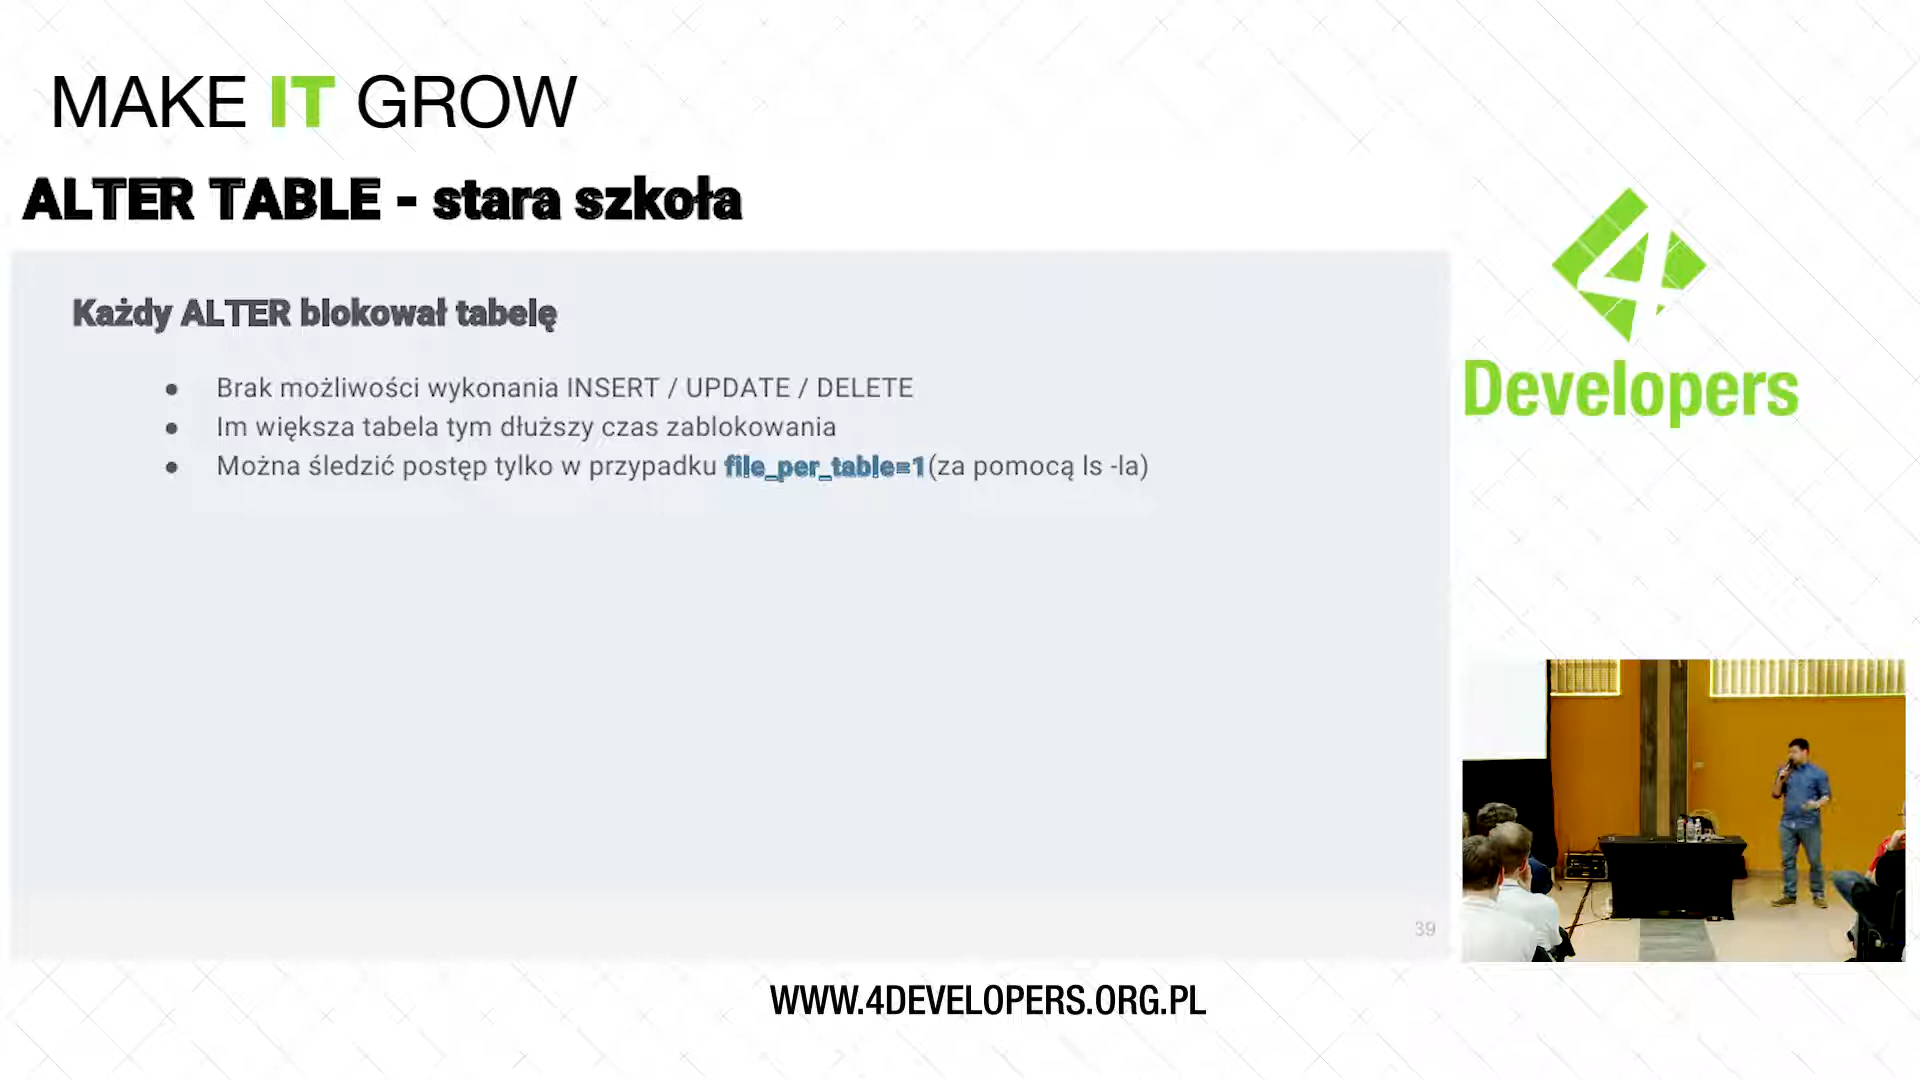 MAKE IT GROW
ALTER TABLE - stara szkoła
Każdy ALTER blokował tabelę
● Brak możliwości wykonania INSERT / UPDATE / DELETE
● Im większa tabela tym dłuższy czas zablokowania
● Można śledzić postęp tylko w przypadku file_per_table=1(za pomocą ls -la)
39
4
Developers
WWW.4DEVELOPERS.ORG.PL